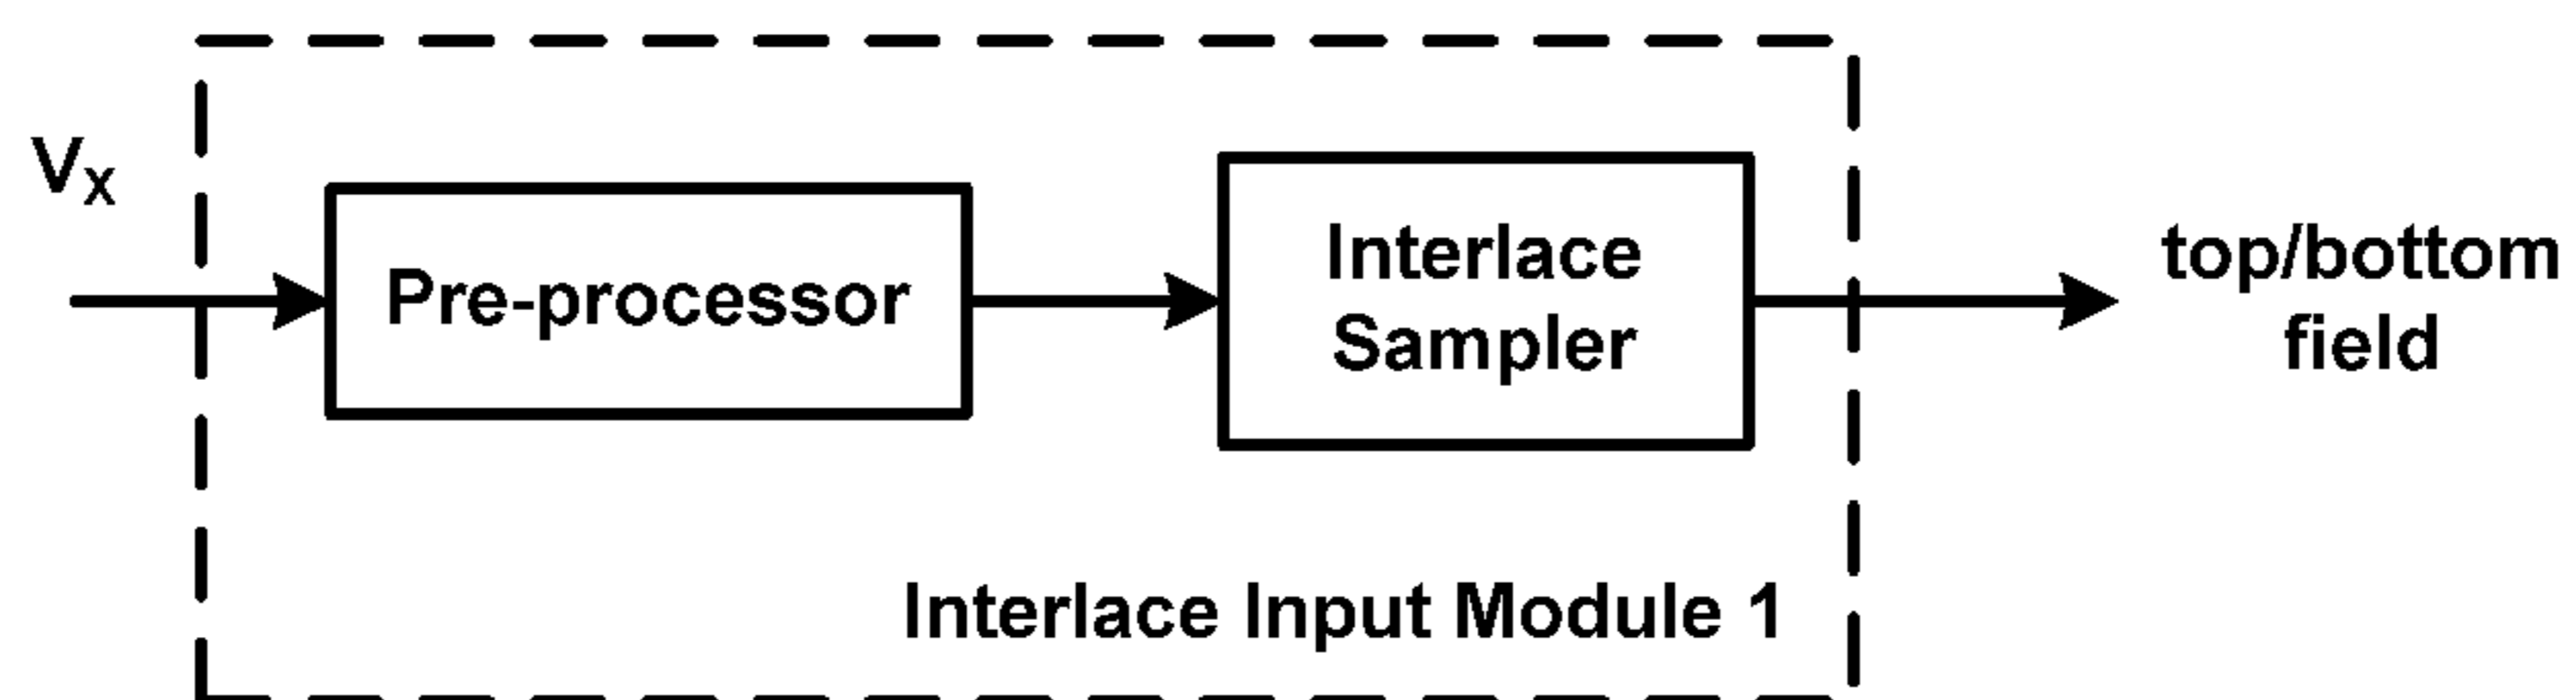 Vx
Pre-processor
Interlace
Sampler
top/bottom
field
Interlace Input Module 1